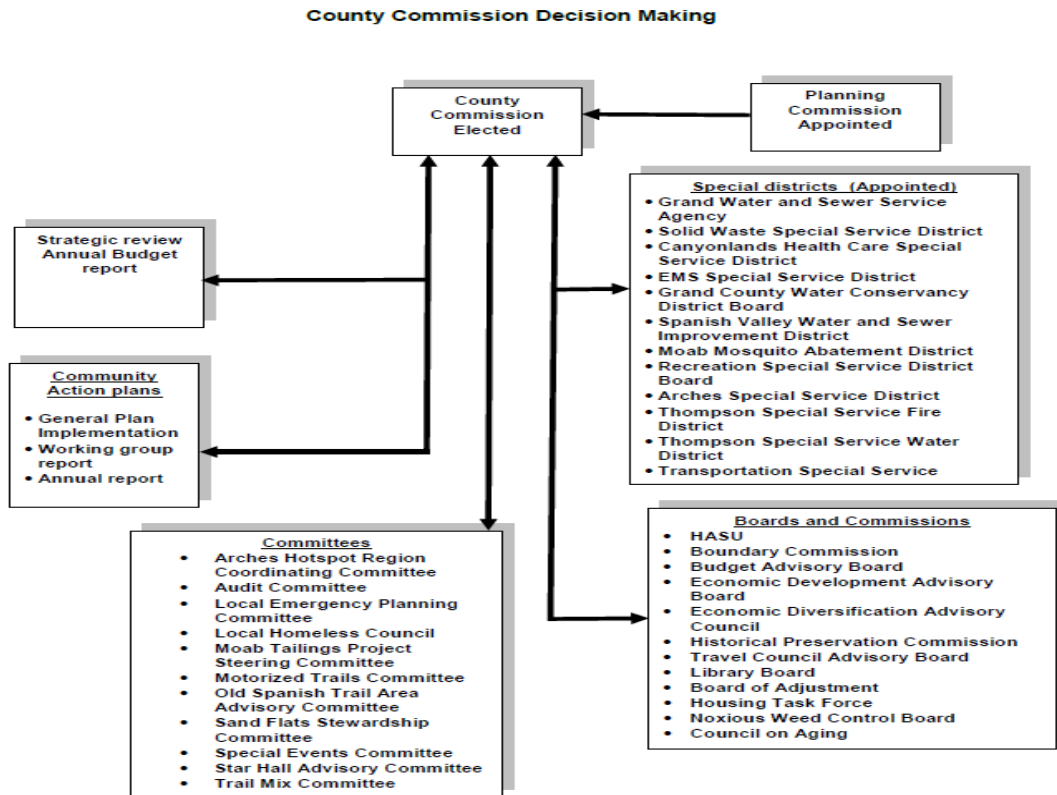 County Commission Decision Making
County
Commission
Elected
Planning
Commission
Appointed
Strategic review
Annual Budget
report
Special districts (Appointed)
• Grand Water and Sewer Service
Agency
• Solid Waste Special Service District
• Canyonlands Health Care Special
Service District
• EMS Special Service District
• Grand County Water Conservancy
District Board
• Spanish Valley Water and Sewer
Improvement District
• Moab Mosquito Abatement District
• Recreation Special Service District
Board
• Arches Special Service District
• Thompson Special Service Fire
District
• Thompson Special Service Water
District
• Transportation Special Service
Community
Action plans
• General Plan
Implementation
• Working group
report
• Annual report
Committees
• Arches Hotspot Region
Coordinating Committee
• Audit Committee
• Local Emergency Planning
Committee
• Local Homeless Council
• Moab Tailings Project
Steering Committee
• Motorized Trails Committee
• Old Spanish Trail Area
Advisory Committee
• Sand Flats Stewardship
Committee
• Special Events Committee
• Star Hall Advisory Committee
• Trail Mix Committee
Boards and Commissions
• HASU
• Boundary Commission
• Budget Advisory Board
• Economic Development Advisory
Board
• Economic Diversification Advisory
Council
• Historical Preservation Commission
• Travel Council Advisory Board
• Library Board
• Board of Adjustment
• Housing Task Force
• Noxious Weed Control Board
• Council on Aging